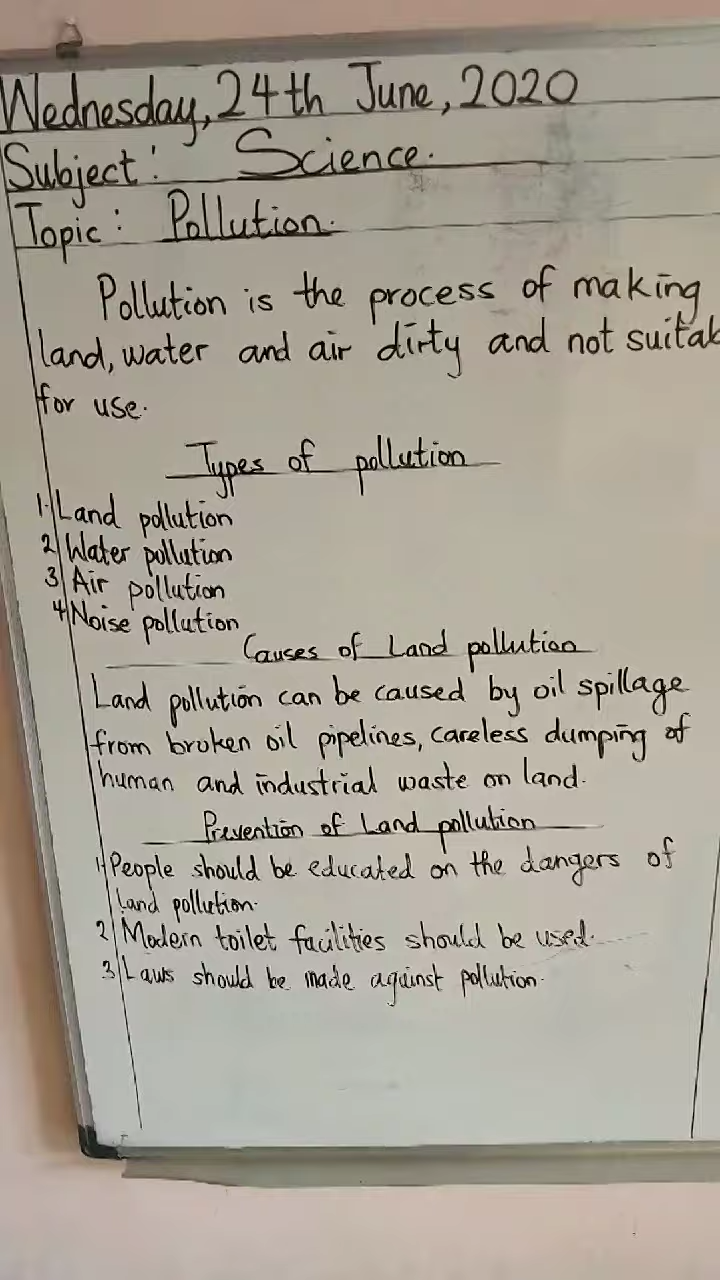 Wednesday, 24th June, 2020
Subject: Science.
Topic: Pollution.
Pollution is the process of making
land, water and air dirty and not
for use.
Types of pollution
1. Land pollution
2 Water pollution
3 Air pollution
4 Noise pollution
Causes of Land pollution
Land pollution can be caused by oil spillage
from broken oil pipelines, careless dumping of
human and industrial waste on land.
Prevention of Land pollution
1 People should be educated on the dangers of
land pollution.
2 Modern toilet facilities should be used.
3 Laws should be made against pollution.